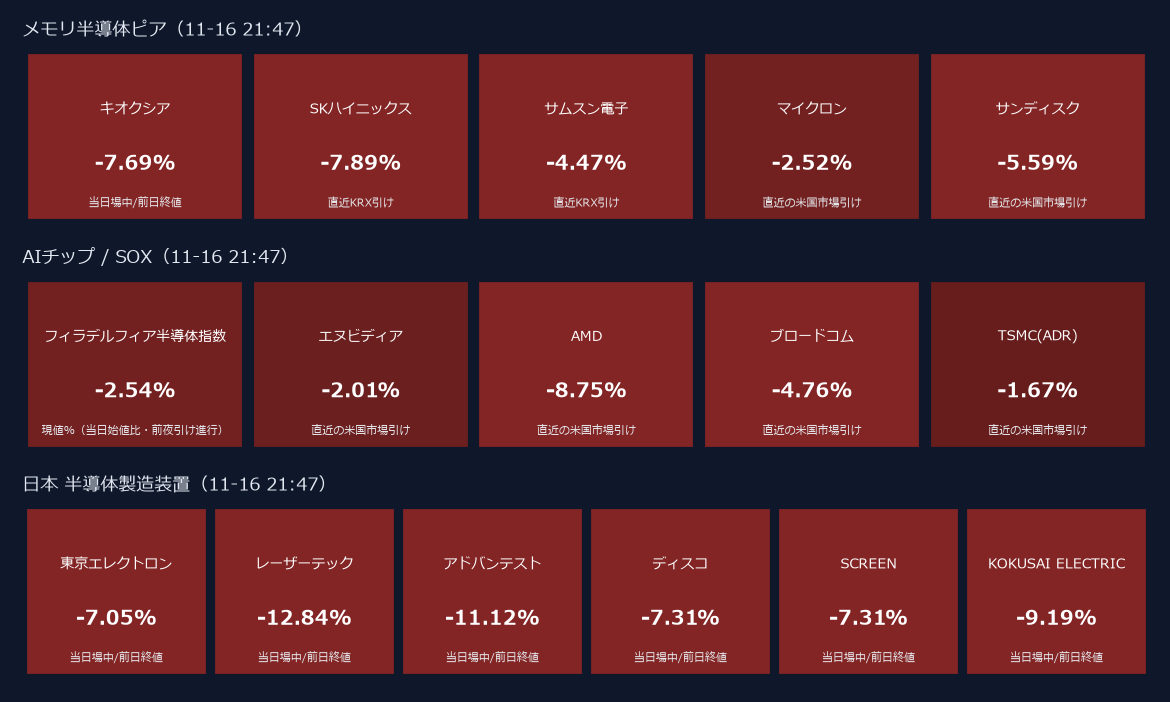 メモリ半導体ピア（11-16 21:47）
キオクシア
-7.69%
当日場中/前日終値
SKハイニックス
-7.89%
直近KRX引け
サムスン電子
-4.47%
直近KRX引け
マイクロン
-2.52%
直近の米国市場引け
サンディスク
-5.59%
直近の米国市場引け
AIチップ / SOX（11-16 21:47）
フィラデルフィア半導体指数
-2.54%
現値%（当日始値比・前夜引け進行）
エヌビディア
-2.01%
直近の米国市場引け
AMD
-8.75%
直近の米国市場引け
ブロードコム
-4.76%
直近の米国市場引け
TSMC(ADR)
-1.67%
直近の米国市場引け
日本 半導体製造装置（11-16 21:47）
東京エレクトロン
-7.05%
当日場中/前日終値
レーザーテック
-12.84%
当日場中/前日終値
アドバンテスト
-11.12%
当日場中/前日終値
ディスコ
-7.31%
当日場中/前日終値
SCREEN
-7.31%
当日場中/前日終値
KOKUSAI ELECTRIC
-9.19%
当日場中/前日終値